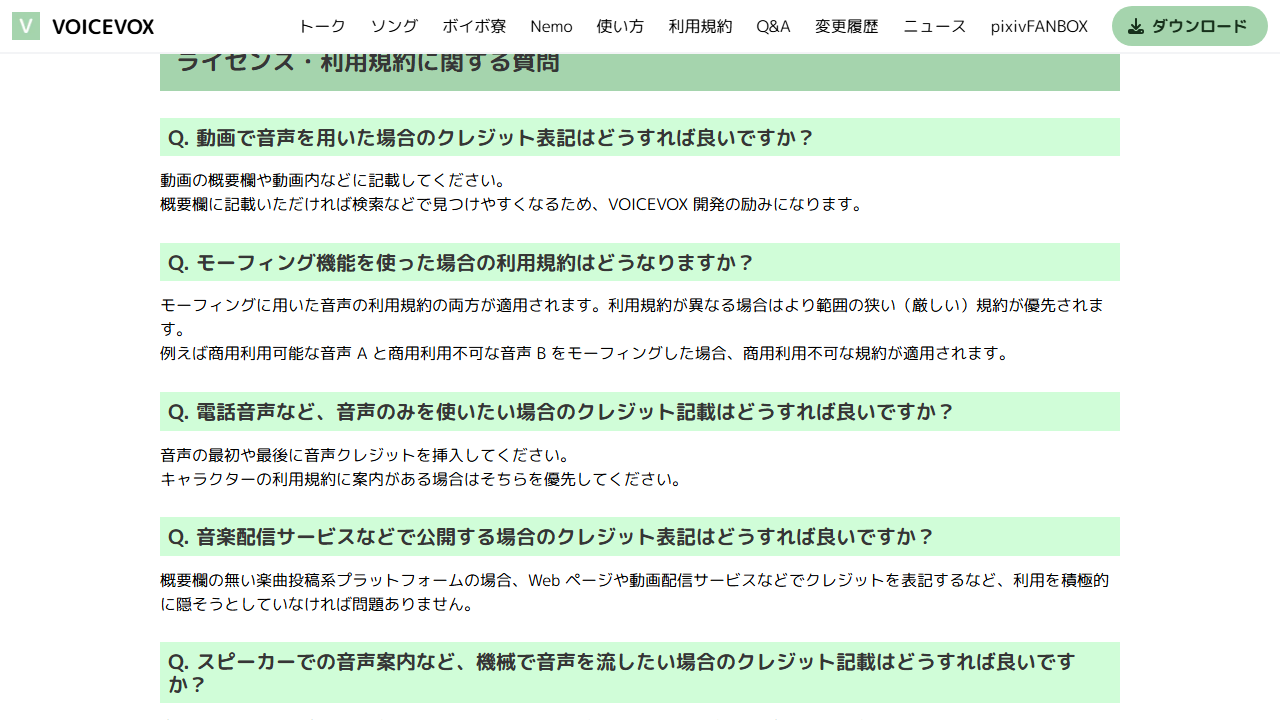 V VOICEVOX トーク ソング ボイボ寮 Nemo 使い方 利用規約 Q&A 変更履歴 ニュース pixivFANBOX ダウンロード
ライセンス・利用規約に関する質問
Q. 動画で音声を用いた場合のクレジット表記はどうすれば良いですか？
動画の概要欄や動画内などに記載してください。
概要欄に記載いただければ検索などで見つけやすくなるため、VOICEVOX 開発の励みになります。
Q. モーフィング機能を使った場合の利用規約はどうなりますか？
モーフィングに用いた音声の利用規約の両方が適用されます。利用規約が異なる場合はより範囲の狭い（厳しい）規約が優先されま
す。
例えば商用利用可能な音声 A と商用利用不可な音声 B をモーフィングした場合、商用利用不可な規約が適用されます。
Q. 電話音声など、音声のみを使いたい場合のクレジット記載はどうすれば良いですか？
音声の最初や最後に音声クレジットを挿入してください。
キャラクターの利用規約に案内がある場合はそちらを優先してください。
Q. 音楽配信サービスなどで公開する場合のクレジット表記はどうすれば良いですか？
概要欄の無い楽曲投稿系プラットフォームの場合、Web ページや動画配信サービスなどでクレジットを表記するなど、利用を積極的
に隠そうとしていなければ問題ありません。
Q. スピーカーでの音声案内など、機械で音声を流したい場合のクレジット記載はどうすれば良いです
か？